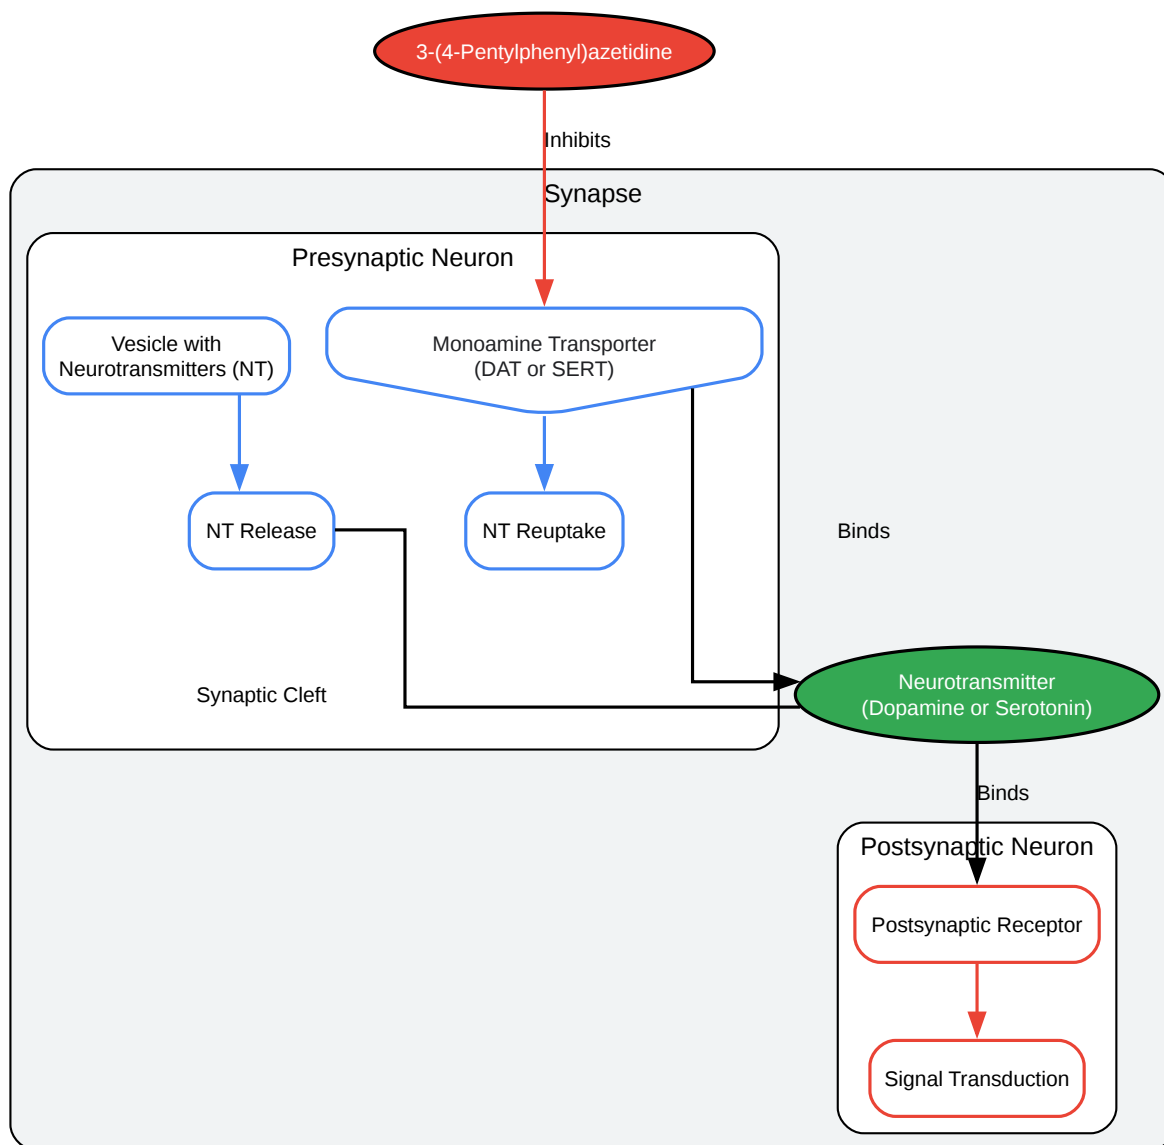 3-(4-Pentylphenyl)azetidine
Inhibits
Synapse
Presynaptic Neuron
Vesicle with
Neurotransmitters (NT)
Monoamine Transporter
(DAT or SERT)
NT Release
NT Reuptake
Binds
Synaptic Cleft
Neurotransmitter
(Dopamine or Serotonin)
Binds
Postsynaptic Neuron
Postsynaptic Receptor
Signal Transduction